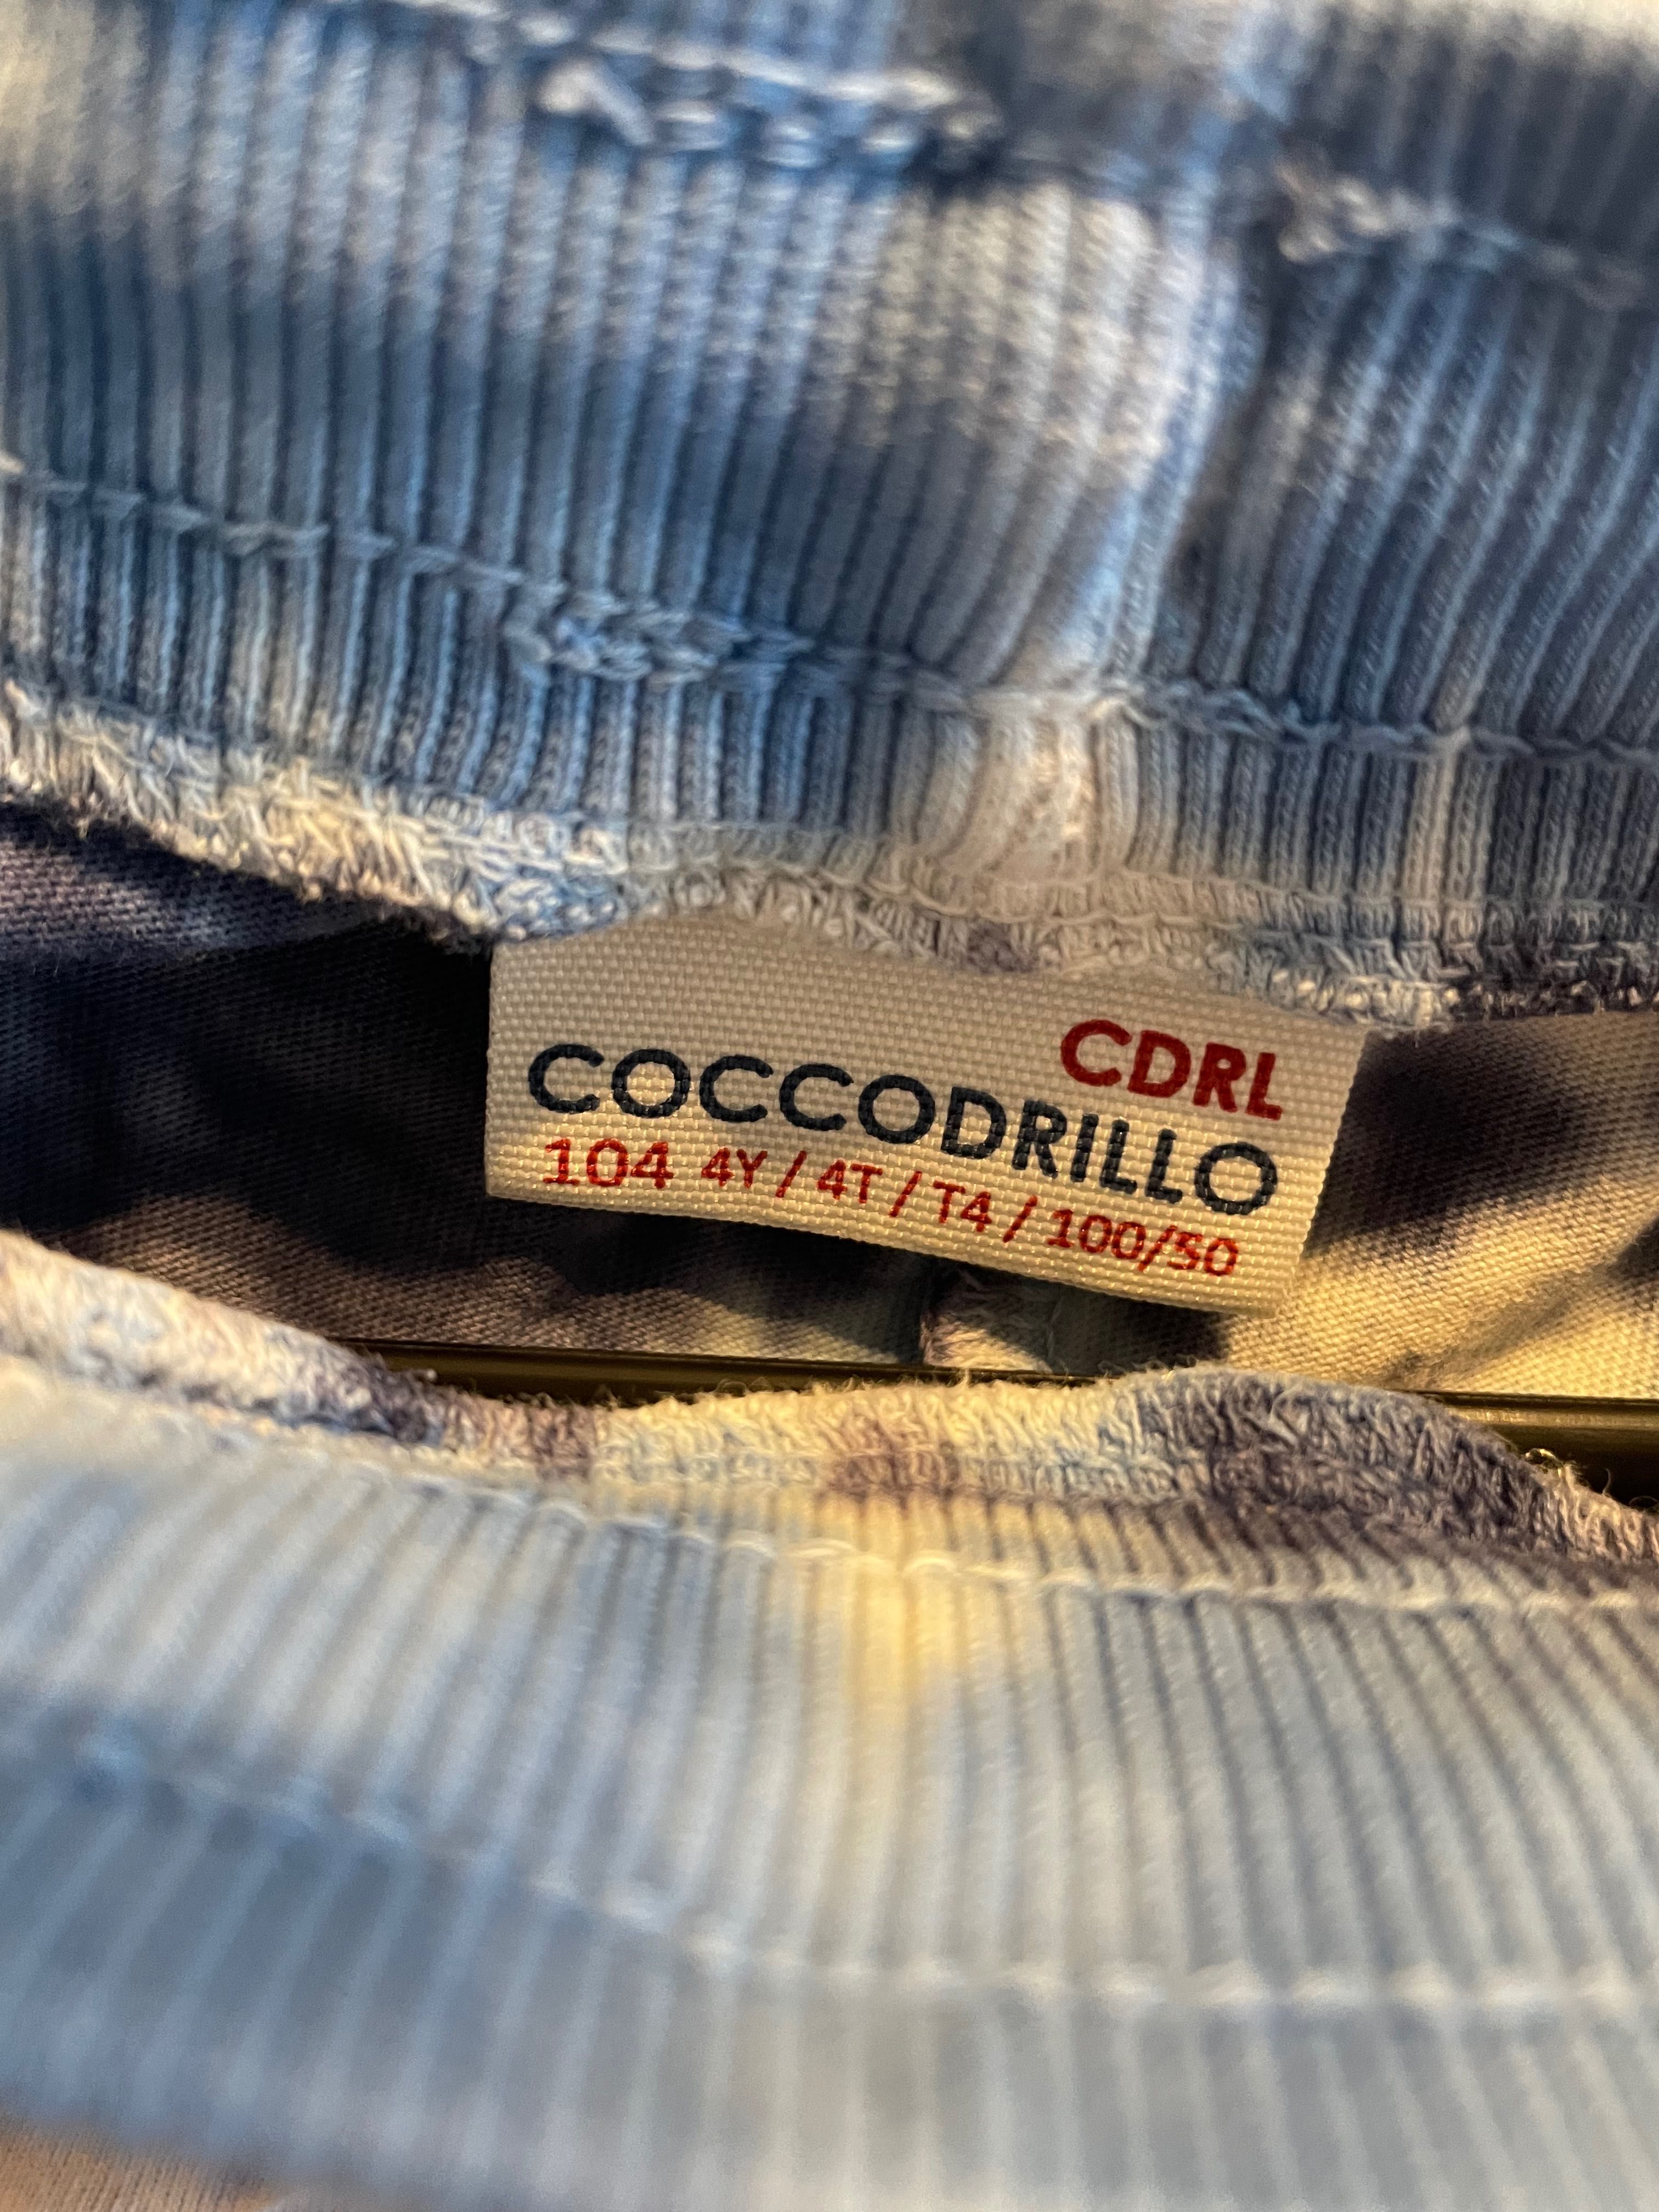 CDRL
COCCODRILLO
104 4Y / 4T / T4 / 100/50